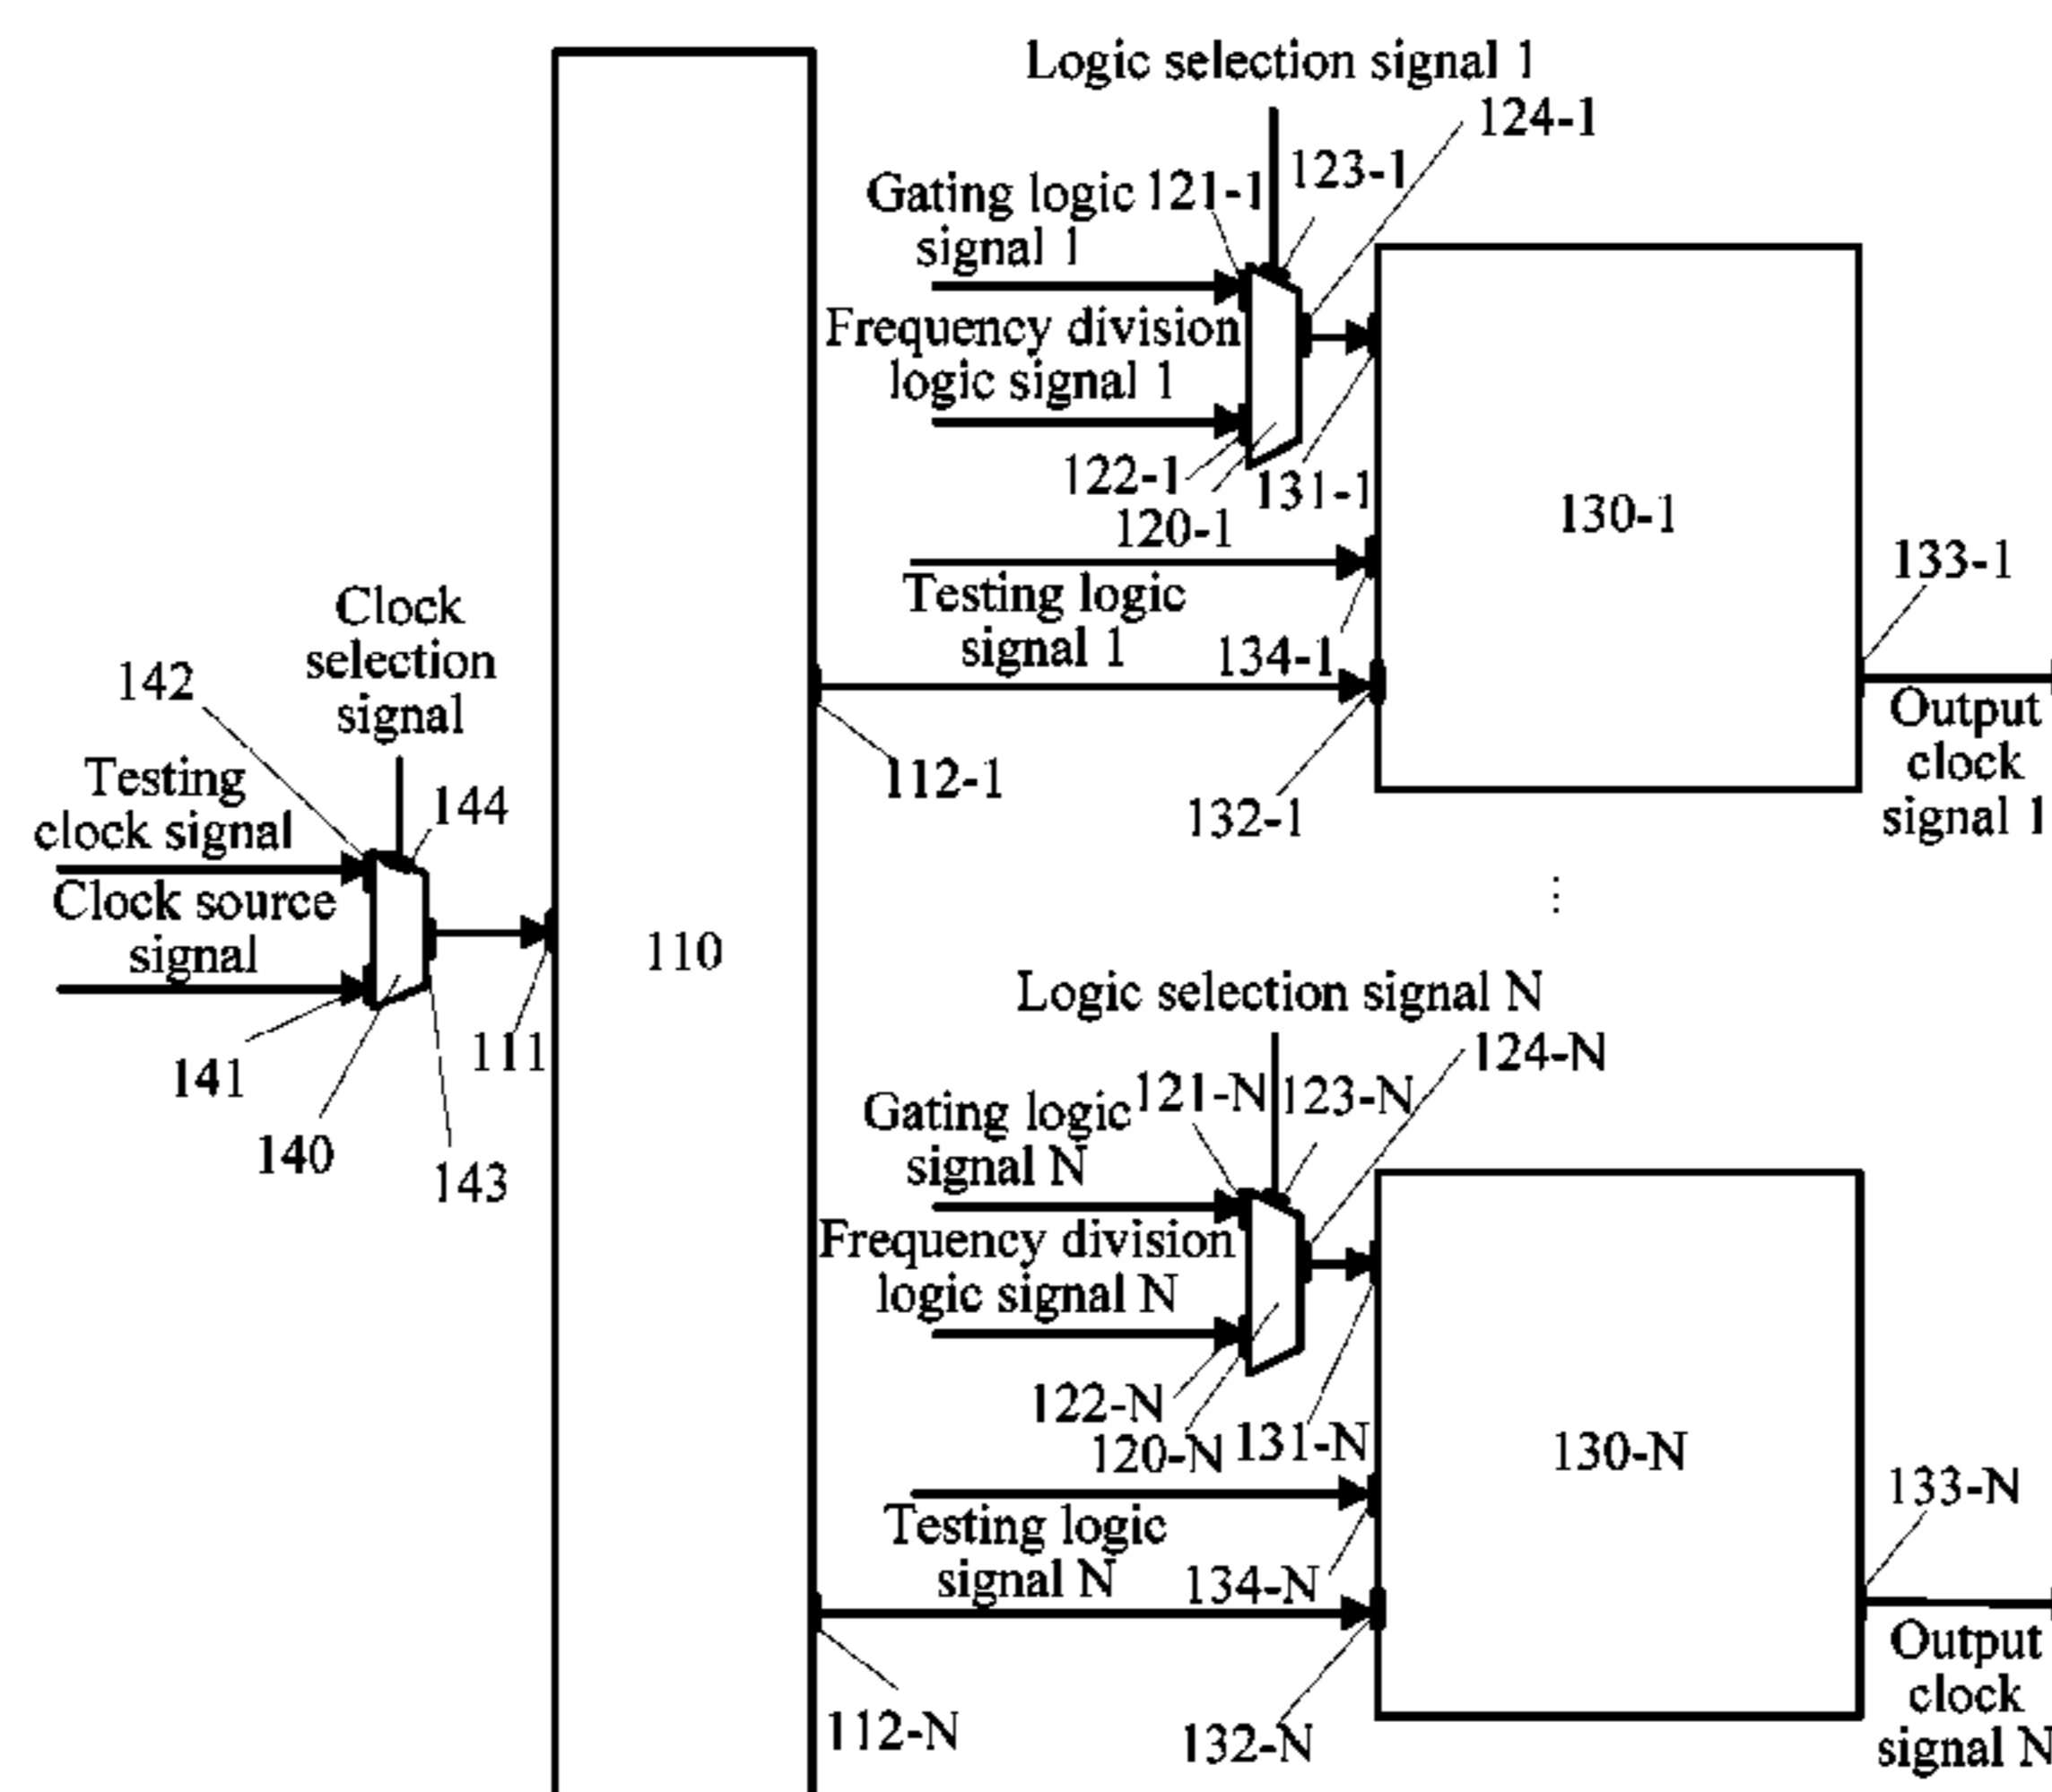 Logic selection signal 1
124-1
123-1
Gating logic
signal 1
121-1
Frequency division
logic signal 1
122-1
120-1
131-1
130-1
133-1
Testing logic
signal 1
134-1
Output
clock
signal 1
112-1
132-1
Clock
selection
signal
142
144
Testing
clock signal
Clock source
signal
141
140
143
111
110
⋮
Logic selection signal N
124-N
121-N
123-N
Gating logic
signal N
Frequency division
logic signal N
122-N
120-N
131-N
130-N
133-N
Testing logic
signal N
134-N
Output
clock
signal N
112-N
132-N